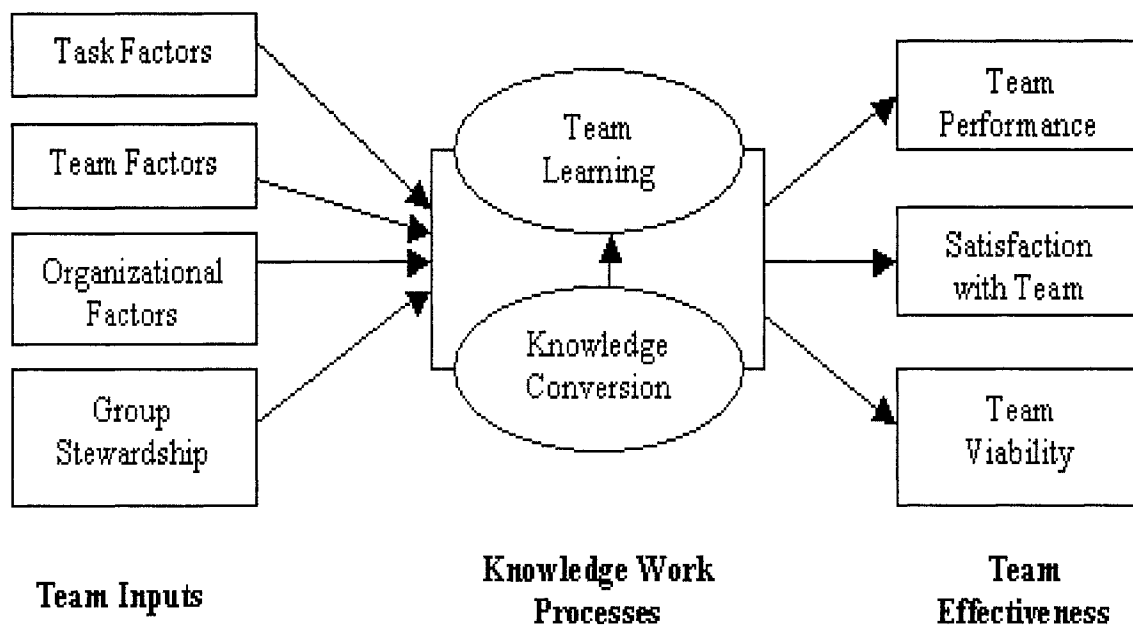 Task Factors
Team Factors
Organizational
Factors
Group
Stewardship
Team Inputs
Team
Learning
Knowledge
Conversion
Knowledge Work
Processes
Team
Performance
Satisfaction
with Team
Team
Viability
Team
Effectiveness